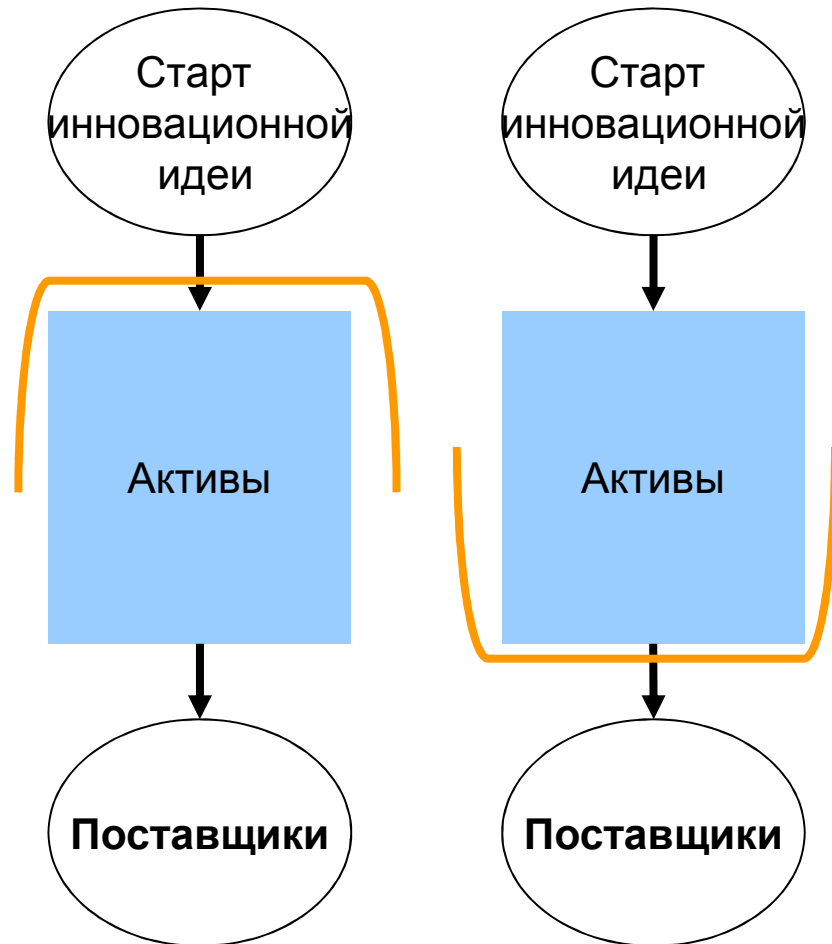 Старт
инновационной
идеи
Старт
инновационной
идеи
Активы
Активы
Поставщики
Поставщики